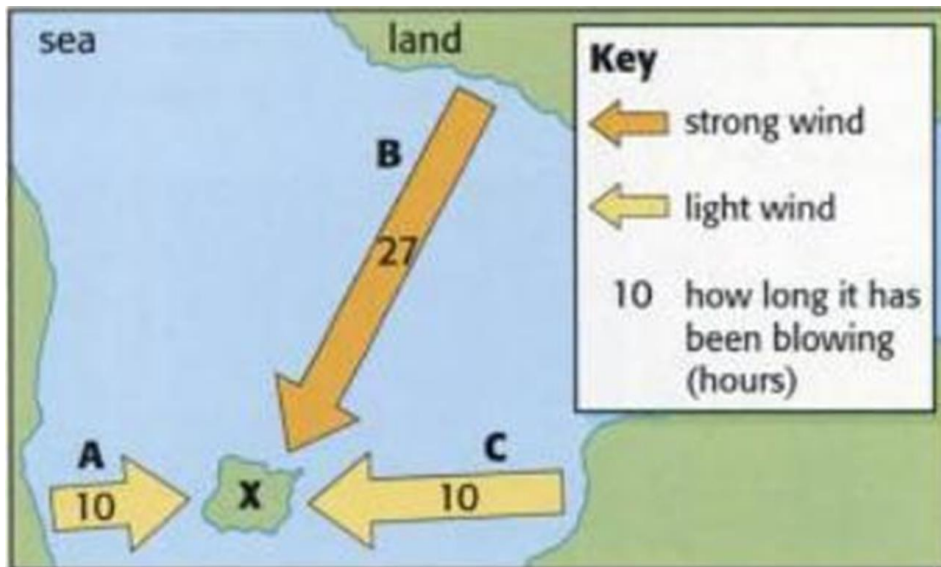 sea
land
Key
strong wind
light wind
10 how long it has
been blowing
(hours)
B
27
A
10
X
C
10